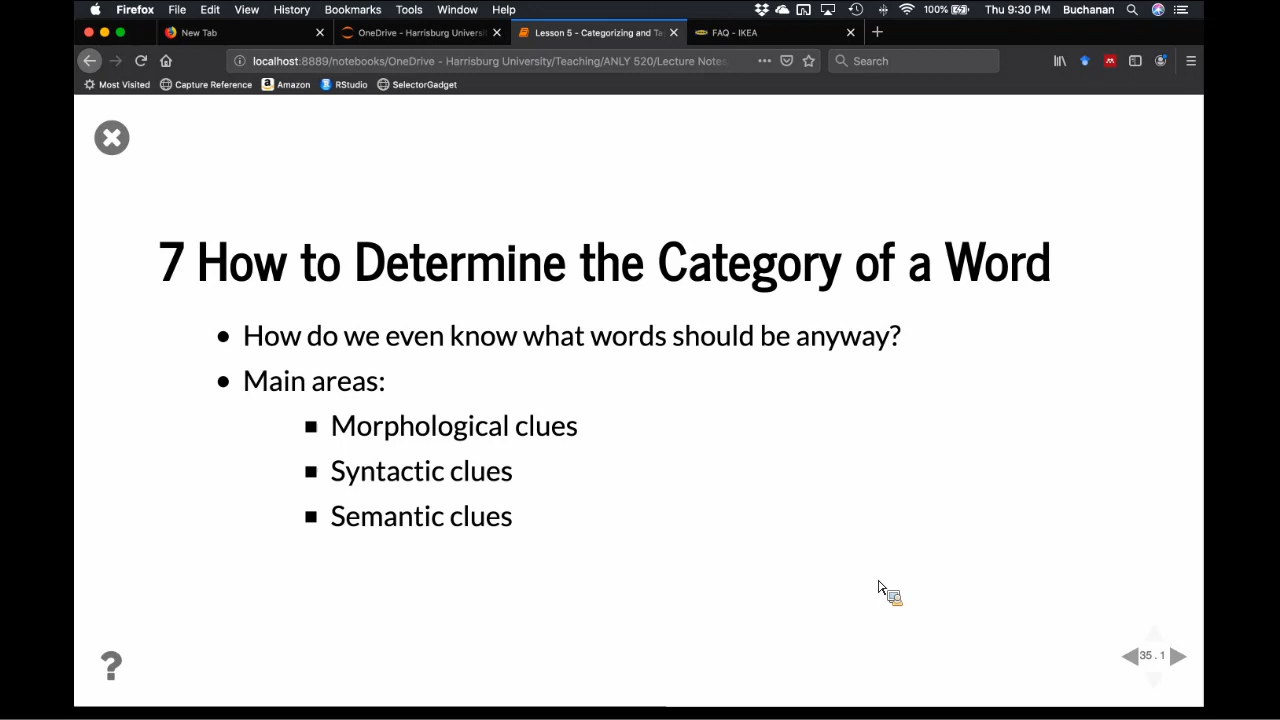 Firefox File Edit View History Bookmarks Tools Window Help 100% Thu 9:30 PM Buchanan
New Tab OneDrive - Harrisburg Universi Lesson 5 - Categorizing and Ta FAQ - IKEA
localhost:8889/notebooks/OneDrive - Harrisburg University/Teaching/ANLY 520/Lecture Notes Search
Most Visited Capture Reference Amazon RStudio SelectorGadget
7 How to Determine the Category of a Word
• How do we even know what words should be anyway?
• Main areas:
▪ Morphological clues
▪ Syntactic clues
▪ Semantic clues
?
35.1